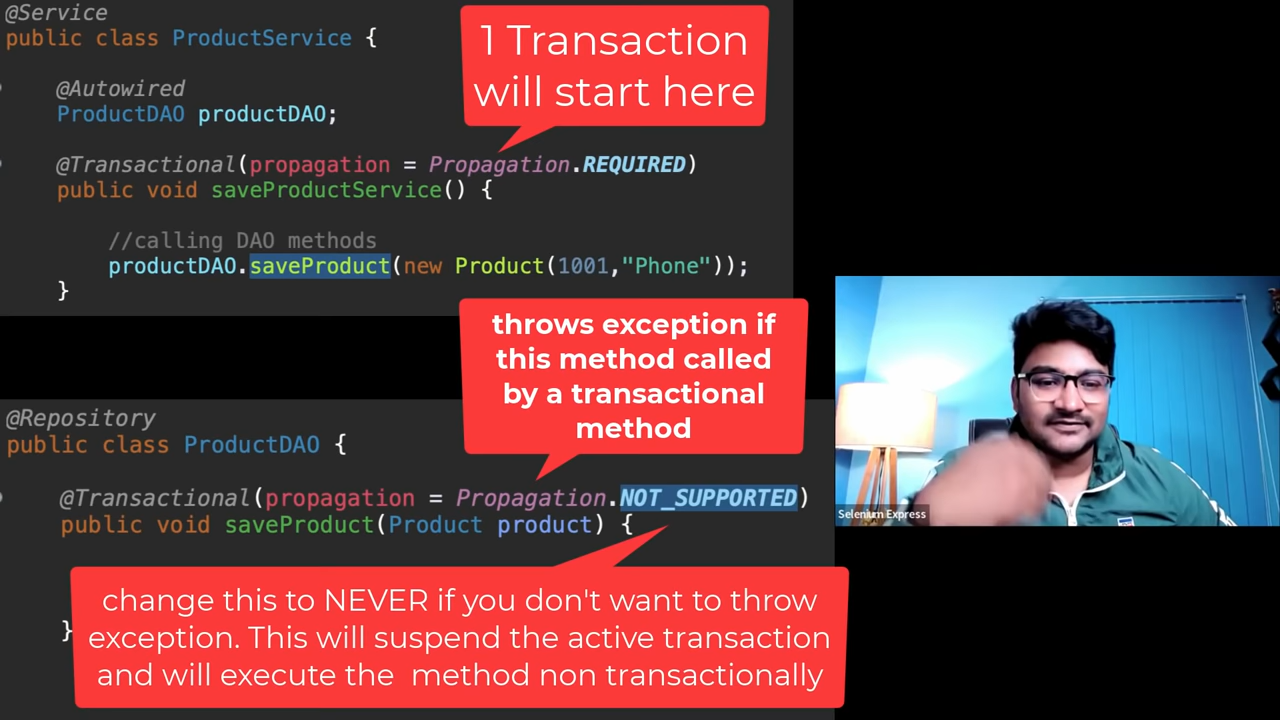 @Service
public class ProductService {
1 Transaction
will start here
@Autowired
ProductDAO productDAO;
@Transactional(propagation = Propagation.REQUIRED)
public void saveProductService() {
//calling DAO methods
productDAO.saveProduct(new Product(1001,"Phone"));
}
throws exception if
this method called
by a transactional
method
@Repository
public class ProductDAO {
@Transactional(propagation = Propagation.NOT_SUPPORTED)
public void saveProduct(Product product) {
change this to NEVER if you don't want to throw
exception. This will suspend the active transaction
and will execute the  method non transactionally
}
Selenium Express